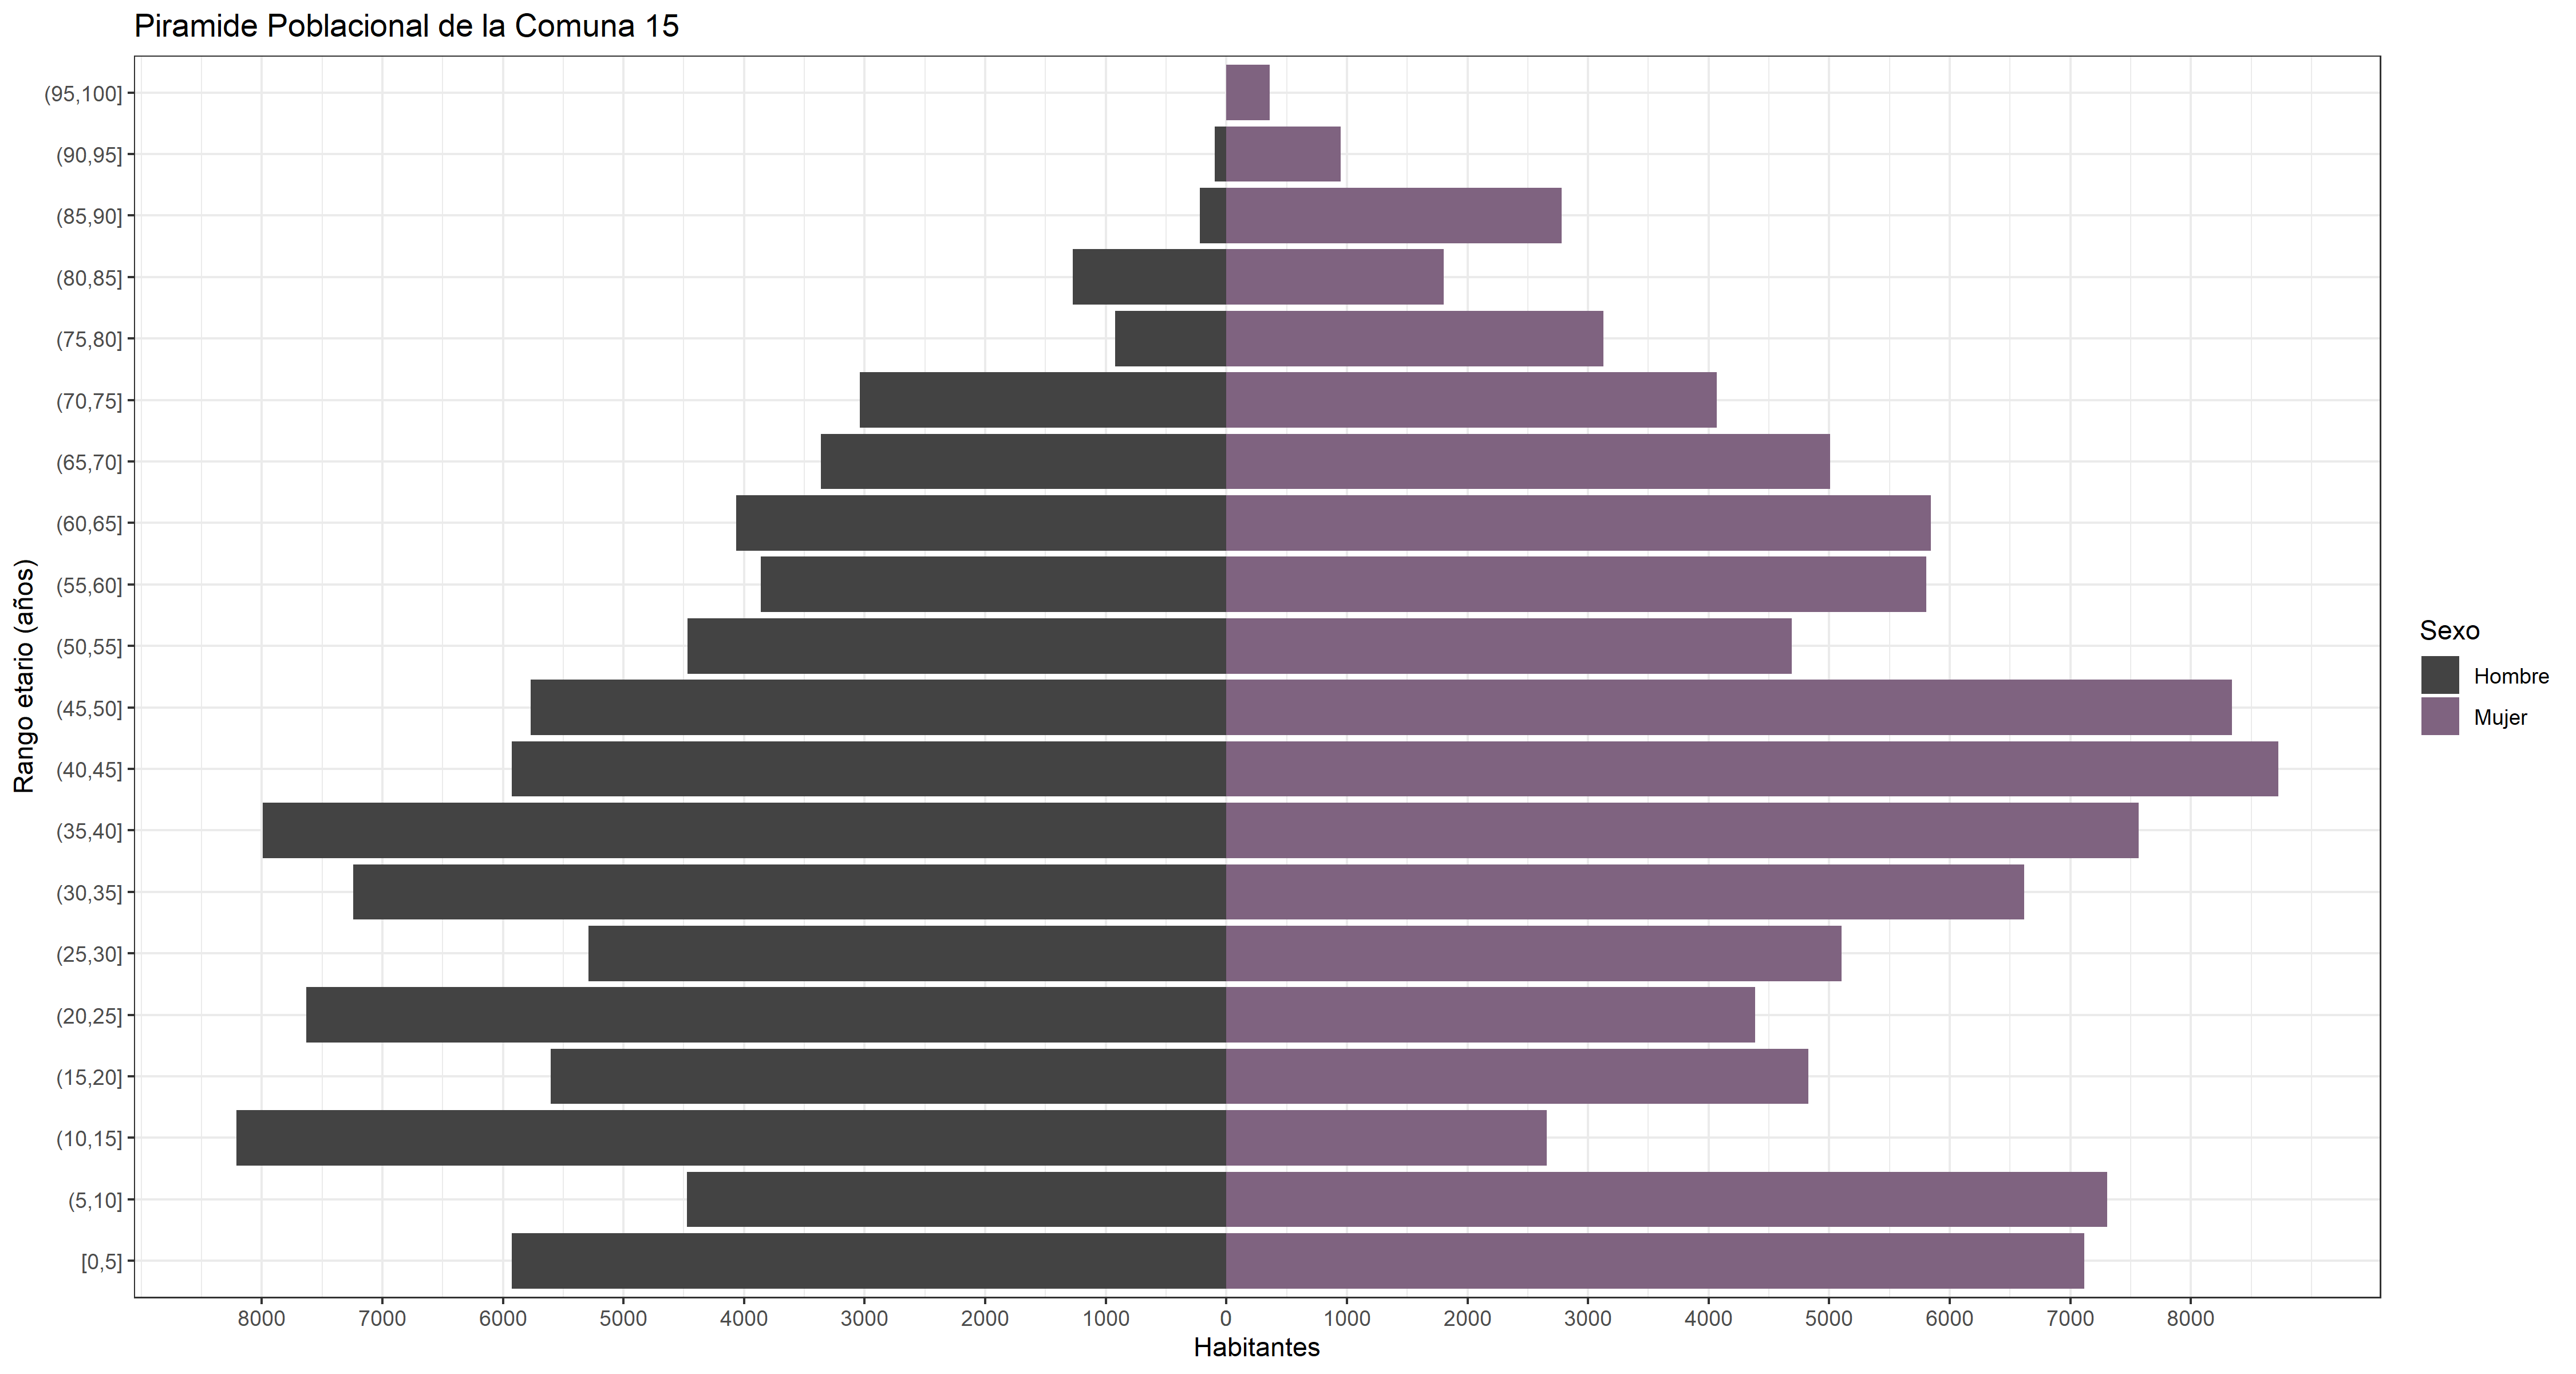 Piramide Poblacional de la Comuna 15
(95,100]
(90,95]
(85,90]
(80,85]
(75,80]
(70,75]
(65,70]
(60,65]
(55,60]
(50,55]
(45,50]
(40,45]
(35,40]
(30,35]
(25,30]
(20,25]
(15,20]
(10,15]
(5,10]
[0,5]
Rango etario (años)
8000 7000 6000 5000 4000 3000 2000 1000 0 1000 2000 3000 4000 5000 6000 7000 8000
Habitantes
Sexo
Hombre
Mujer